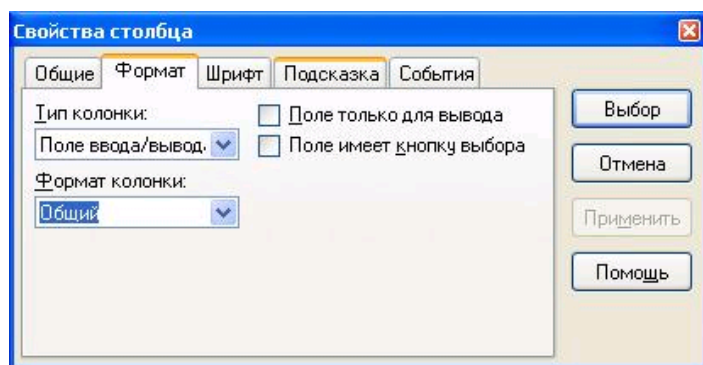 Свойства столбца
Общие Формат Шрифт Подсказка События
Тип колонки:
Поле только для вывода
Поле ввода/вывод
Поле имеет кнопку выбора
Формат колонки:
Общий
Выбор
Отмена
Применить
Помощь